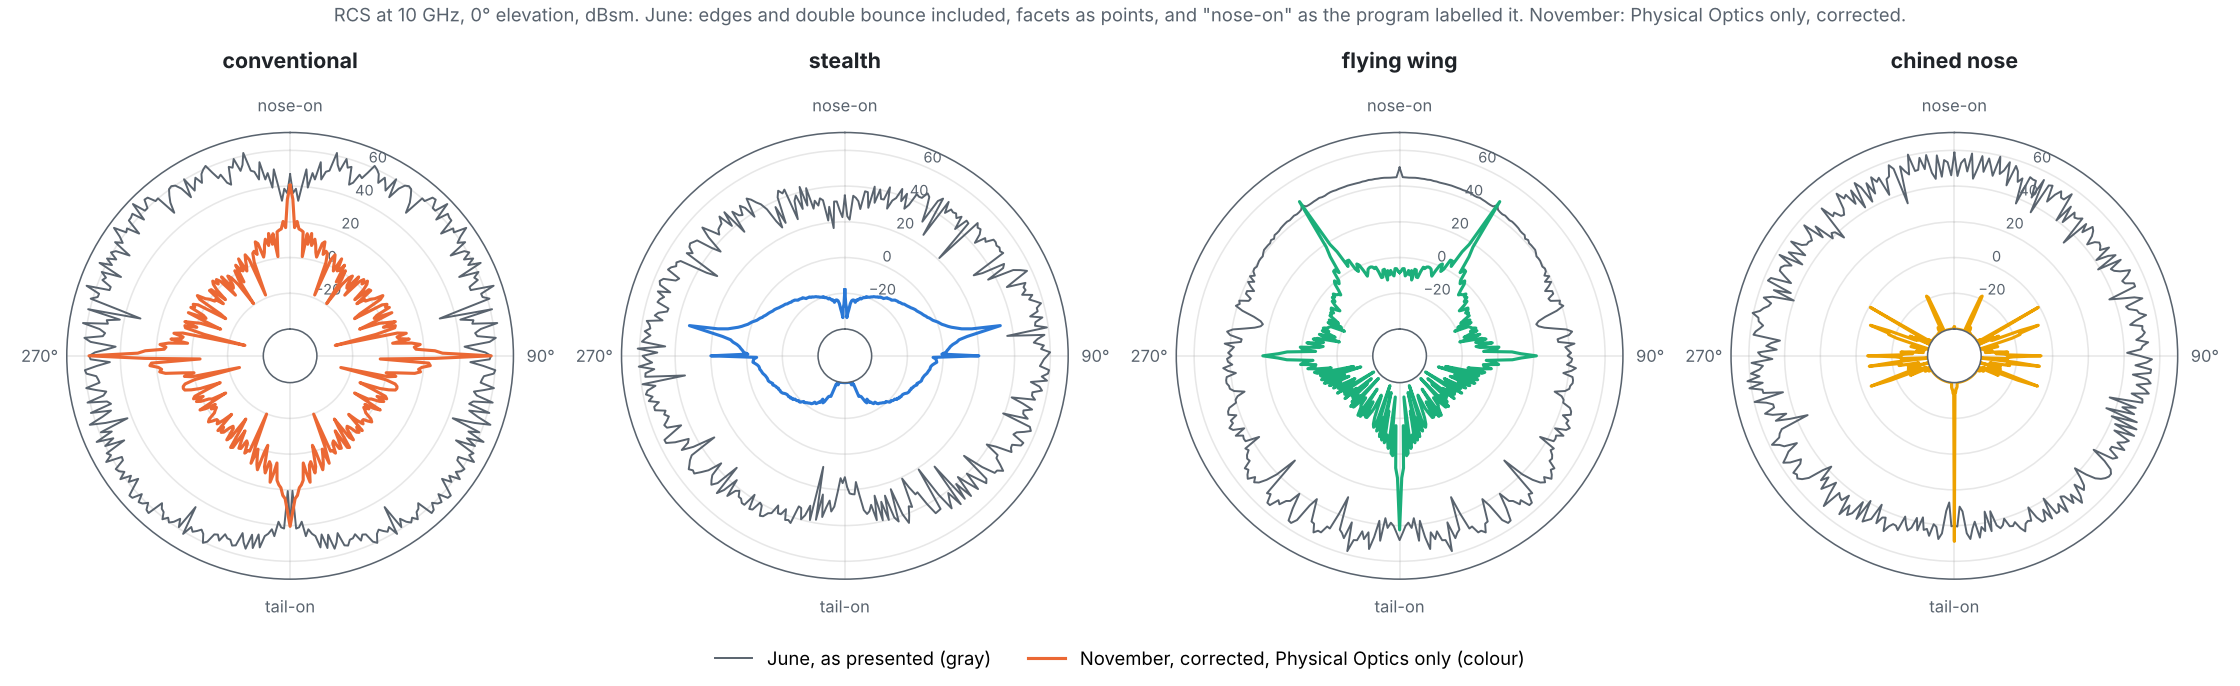 RCS at 10 GHz, 0° elevation, dBsm. June: edges and double bounce included, facets as points, and "nose-on" as the program labelled it. November: Physical Optics only, corrected.
conventional
stealth
flying wing
chined nose
nose-on
nose-on
nose-on
nose-on
60
40
20
0
-20
60
40
20
0
-20
60
40
20
0
-20
60
40
20
0
-20
270°
90°
270°
90°
270°
90°
270°
90°
tail-on
tail-on
tail-on
tail-on
June, as presented (gray)
November, corrected, Physical Optics only (colour)